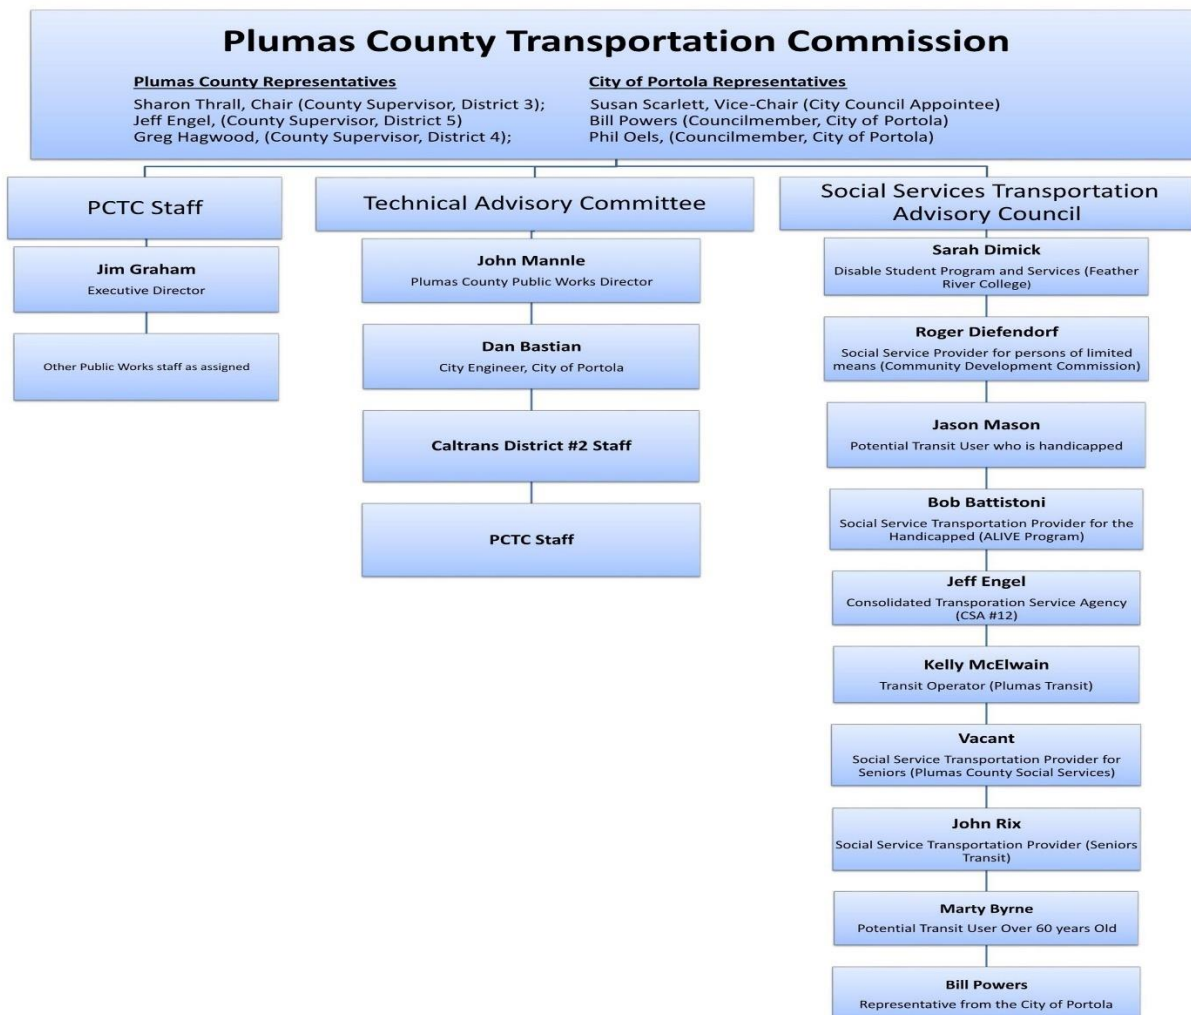 Plumas County Transportation Commission
Plumas County Representatives
Sharon Thrall, Chair (County Supervisor, District 3);
Jeff Engel, (County Supervisor, District 5)
Greg Hagwood, (County Supervisor, District 4);
City of Portola Representatives
Susan Scarlett, Vice-Chair (City Council Appointee)
Bill Powers (Councilmember, City of Portola)
Phil Oels, (Councilmember, City of Portola)
PCTC Staff
Jim Graham
Executive Director
Other Public Works staff as assigned
Technical Advisory Committee
John Mannle
Plumas County Public Works Director
Dan Bastian
City Engineer, City of Portola
Caltrans District #2 Staff
PCTC Staff
Social Services Transportation
Advisory Council
Sarah Dimick
Disable Student Program and Services (Feather
River College)
Roger Diefendorf
Social Service Provider for persons of limited
means (Community Development Commission)
Jason Mason
Potential Transit User who is handicapped
Bob Battistoni
Social Service Transportation Provider for the
Handicapped (ALIVE Program)
Jeff Engel
Consolidated Transporation Service Agency
(CSA #12)
Kelly McElwain
Transit Operator (Plumas Transit)
Vacant
Social Service Transportation Provider for
Seniors (Plumas County Social Services)
John Rix
Social Service Transportation Provider (Seniors
Transit)
Marty Byrne
Potential Transit User Over 60 years Old
Bill Powers
Representative from the City of Portola